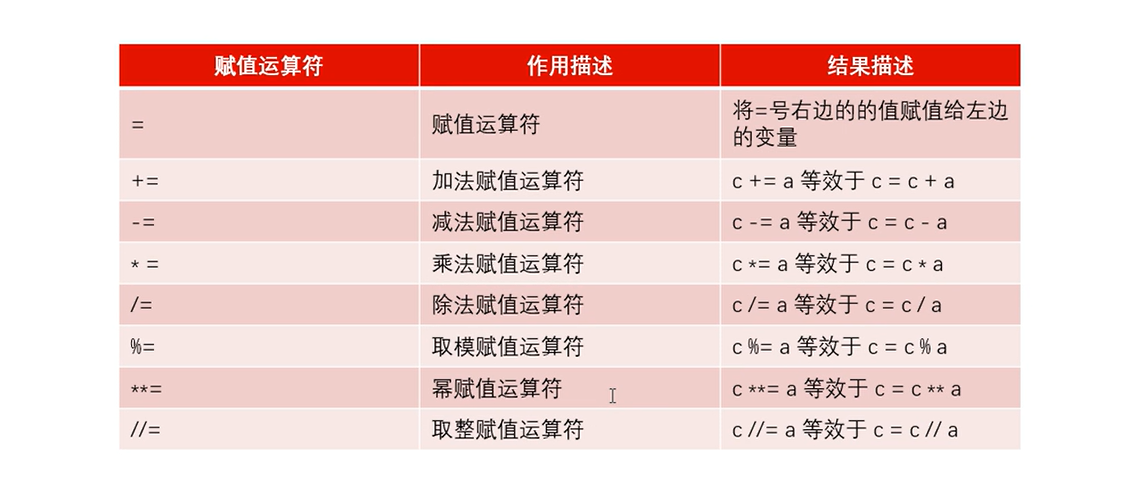 赋值运算符 作用描述 结果描述
= 赋值运算符 将=号右边的的值赋值给左边
的变量
+= 加法赋值运算符 c += a 等效于 c = c + a
-= 减法赋值运算符 c -= a 等效于 c = c - a
* = 乘法赋值运算符 c *= a 等效于 c = c * a
/= 除法赋值运算符 c /= a 等效于 c = c / a
%= 取模赋值运算符 c %= a 等效于 c = c % a
**= 幂赋值运算符 c **= a 等效于 c = c ** a
//= 取整赋值运算符 c //= a 等效于 c = c // a